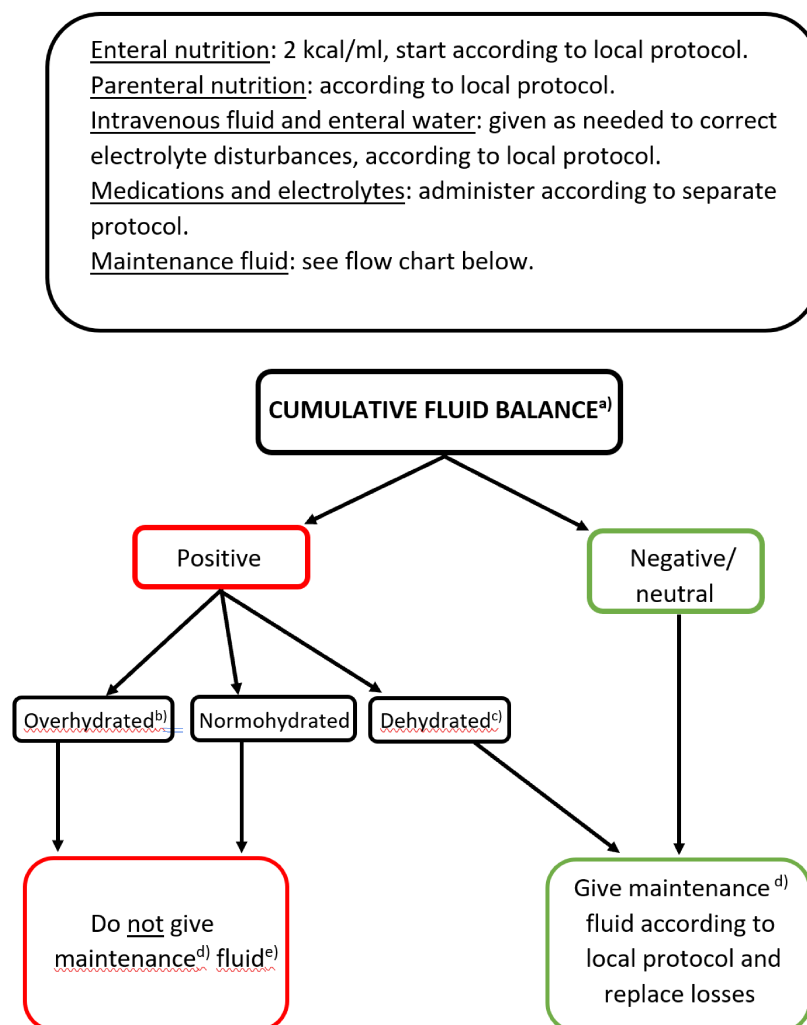 Enteral nutrition: 2 kcal/ml, start according to local protocol.
Parenteral nutrition: according to local protocol.
Intravenous fluid and enteral water: given as needed to correct
electrolyte disturbances, according to local protocol.
Medications and electrolytes: administer according to separate
protocol.
Maintenance fluid: see flow chart below.
CUMULATIVE FLUID BALANCEa)
Positive
Negative/
neutral
Overhydratedb)
Normohydrated
Dehydratedc)
Do not give
maintenanced) fluide)
Give maintenance d)
fluid according to
local protocol and
replace losses